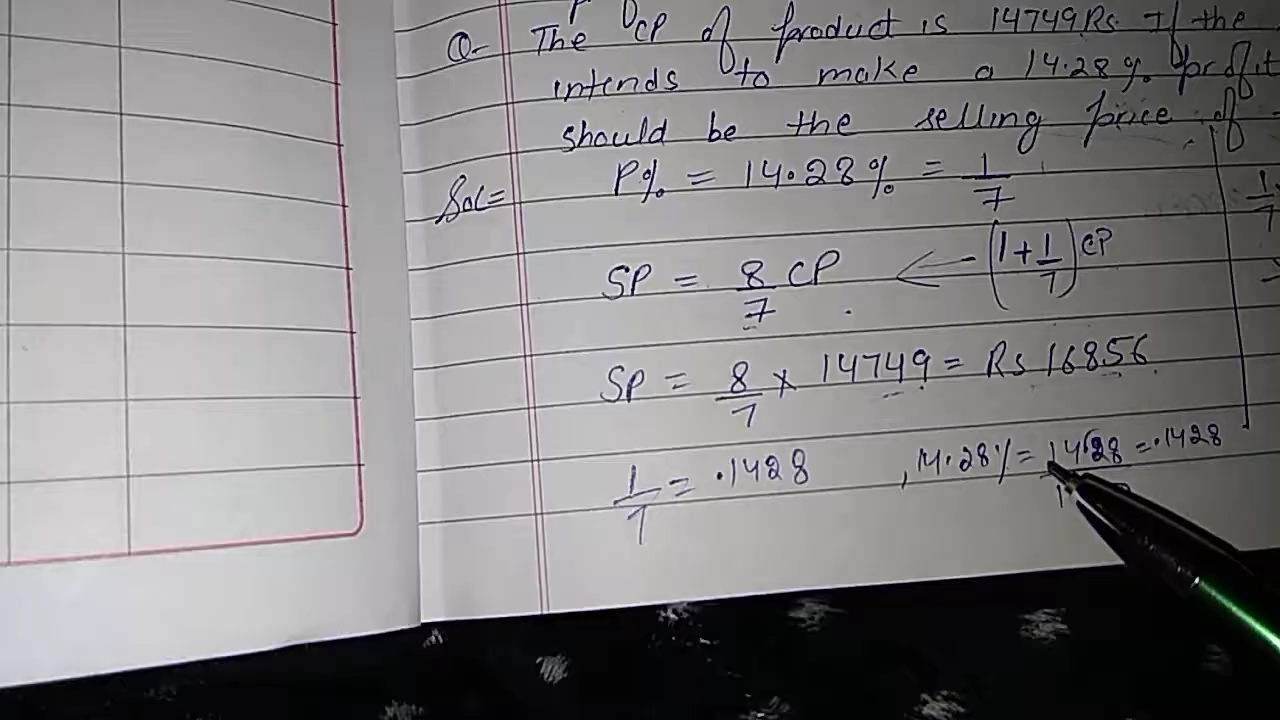 Q- The CP of product is 14749Rs If the
intends to make a 14.28% profit
should be the selling price of
Sol= P% = 14.28% = 1/7
SP = 8/7 CP ← (1+1/7)CP
SP = 8/7 × 14749 = Rs 16856
1/7 = .1428 , 14.28% = 14.28 = .1428